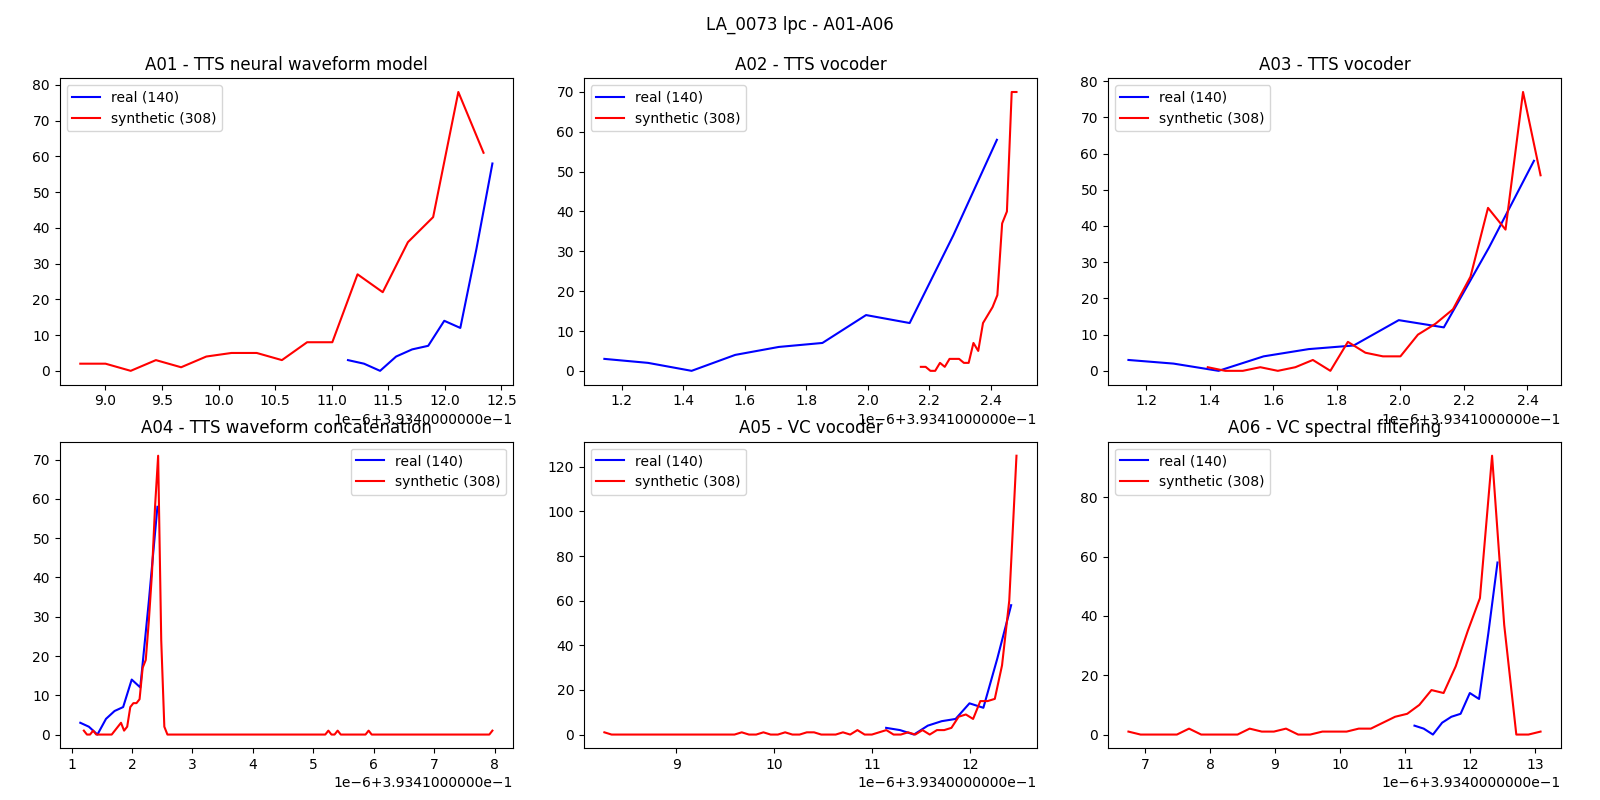 LA_0073 lpc - A01-A06
A01 - TTS neural waveform model
80
70
60
50
40
30
20
10
0
real (140)
synthetic (308)
9.0 9.5 10.0 10.5 11.0 11.5 12.0 12.5
1e-6+3.9340000000e-1
A02 - TTS vocoder
70
60
50
40
30
20
10
0
real (140)
synthetic (308)
1.2 1.4 1.6 1.8 2.0 2.2 2.4
1e-6+3.9341000000e-1
A03 - TTS vocoder
80
70
60
50
40
30
20
10
0
real (140)
synthetic (308)
1.2 1.4 1.6 1.8 2.0 2.2 2.4
1e-6+3.9341000000e-1
A04 - TTS waveform concatenation
70
60
50
40
30
20
10
0
real (140)
synthetic (308)
1 2 3 4 5 6 7 8
1e-6+3.9341000000e-1
A05 - VC vocoder
120
100
80
60
40
20
0
real (140)
synthetic (308)
9 10 11 12
1e-6+3.9340000000e-1
A06 - VC spectral filtering
80
60
40
20
0
real (140)
synthetic (308)
7 8 9 10 11 12 13
1e-6+3.9340000000e-1